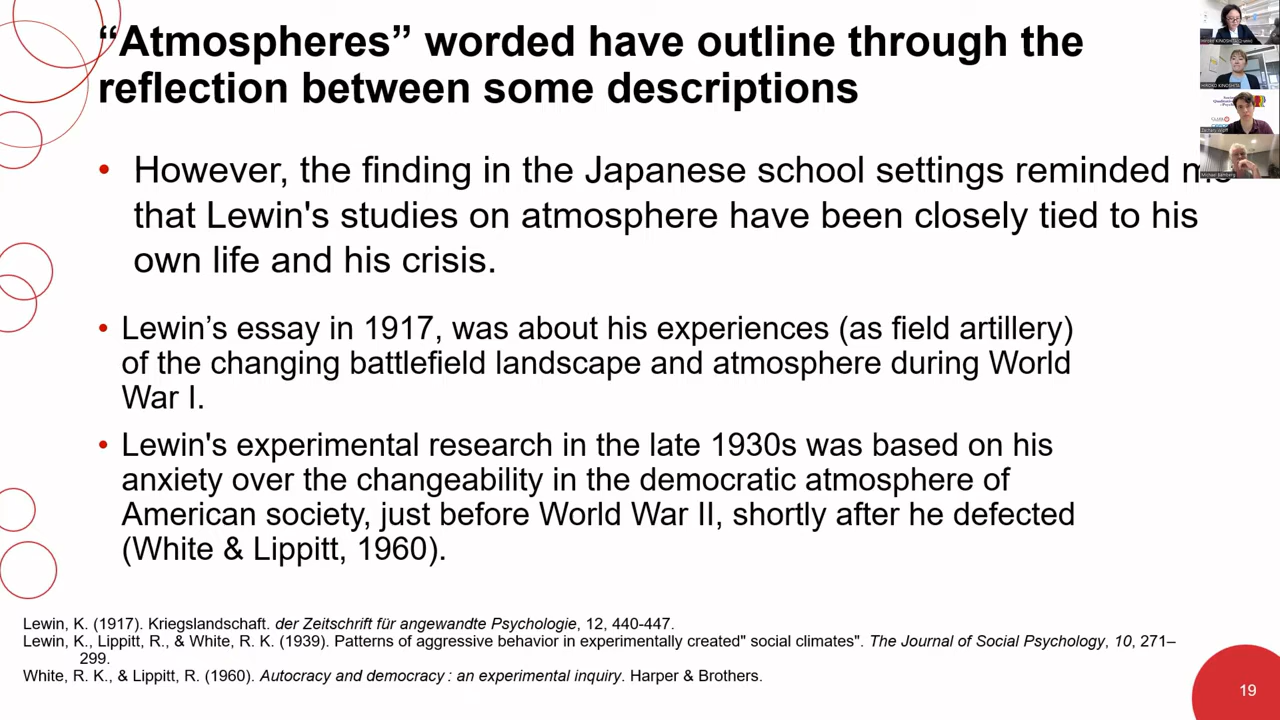 “Atmospheres” worded have outline through the
reflection between some descriptions
• However, the finding in the Japanese school settings reminded
that Lewin's studies on atmosphere have been closely tied to his
own life and his crisis.
• Lewin’s essay in 1917, was about his experiences (as field artillery)
of the changing battlefield landscape and atmosphere during World
War I.
• Lewin's experimental research in the late 1930s was based on his
anxiety over the changeability in the democratic atmosphere of
American society, just before World War II, shortly after he defected
(White & Lippitt, 1960).
Lewin, K. (1917). Kriegslandschaft. der Zeitschrift für angewandte Psychologie, 12, 440-447.
Lewin, K., Lippitt, R., & White, R. K. (1939). Patterns of aggressive behavior in experimentally created" social climates". The Journal of Social Psychology, 10, 271–
299.
White, R. K., & Lippitt, R. (1960). Autocracy and democracy : an experimental inquiry. Harper & Brothers.
19
HIROKO KINOSHITA
Michael Bamberg